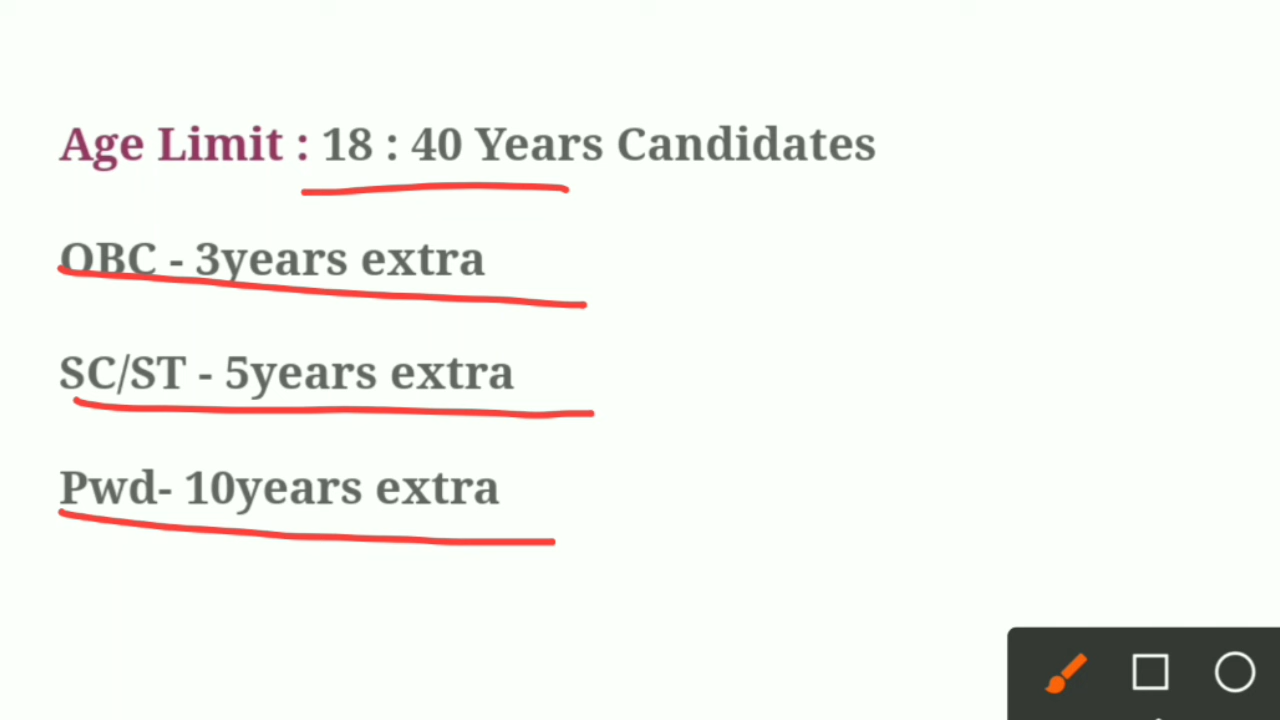 Age Limit : 18 : 40 Years Candidates
OBC - 3years extra
SC/ST - 5years extra
Pwd- 10years extra